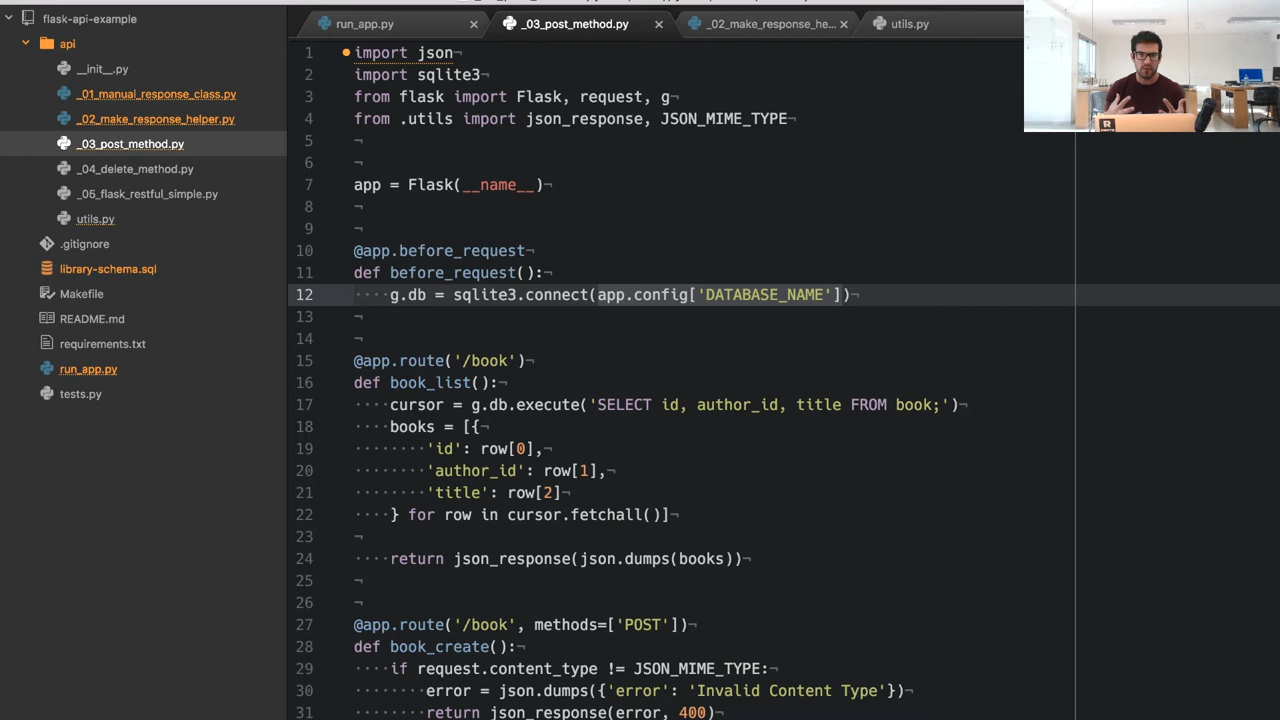 flask-api-example
api
__init__.py
_01_manual_response_class.py
_02_make_response_helper.py
_03_post_method.py
_04_delete_method.py
_05_flask_restful_simple.py
utils.py
.gitignore
library-schema.sql
Makefile
README.md
requirements.txt
run_app.py
tests.py
run_app.py
_03_post_method.py
_02_make_response_he...
utils.py
1 import json¬
2 import sqlite3¬
3 from flask import Flask, request, g¬
4 from .utils import json_response, JSON_MIME_TYPE¬
5 ¬
6 ¬
7 app = Flask(__name__)¬
8 ¬
9 ¬
10 @app.before_request¬
11 def before_request():¬
12 ····g.db = sqlite3.connect(app.config['DATABASE_NAME'])¬
13 ¬
14 ¬
15 @app.route('/book')¬
16 def book_list():¬
17 ····cursor = g.db.execute('SELECT id, author_id, title FROM book;')¬
18 ····books = [{¬
19 ········'id': row[0],¬
20 ········'author_id': row[1],¬
21 ········'title': row[2]¬
22 ····} for row in cursor.fetchall()]¬
23 ¬
24 ····return json_response(json.dumps(books))¬
25 ¬
26 ¬
27 @app.route('/book', methods=['POST'])¬
28 def book_create():¬
29 ····if request.content_type != JSON_MIME_TYPE:¬
30 ········error = json.dumps({'error': 'Invalid Content Type'})¬
31 ········return json_response(error, 400)¬